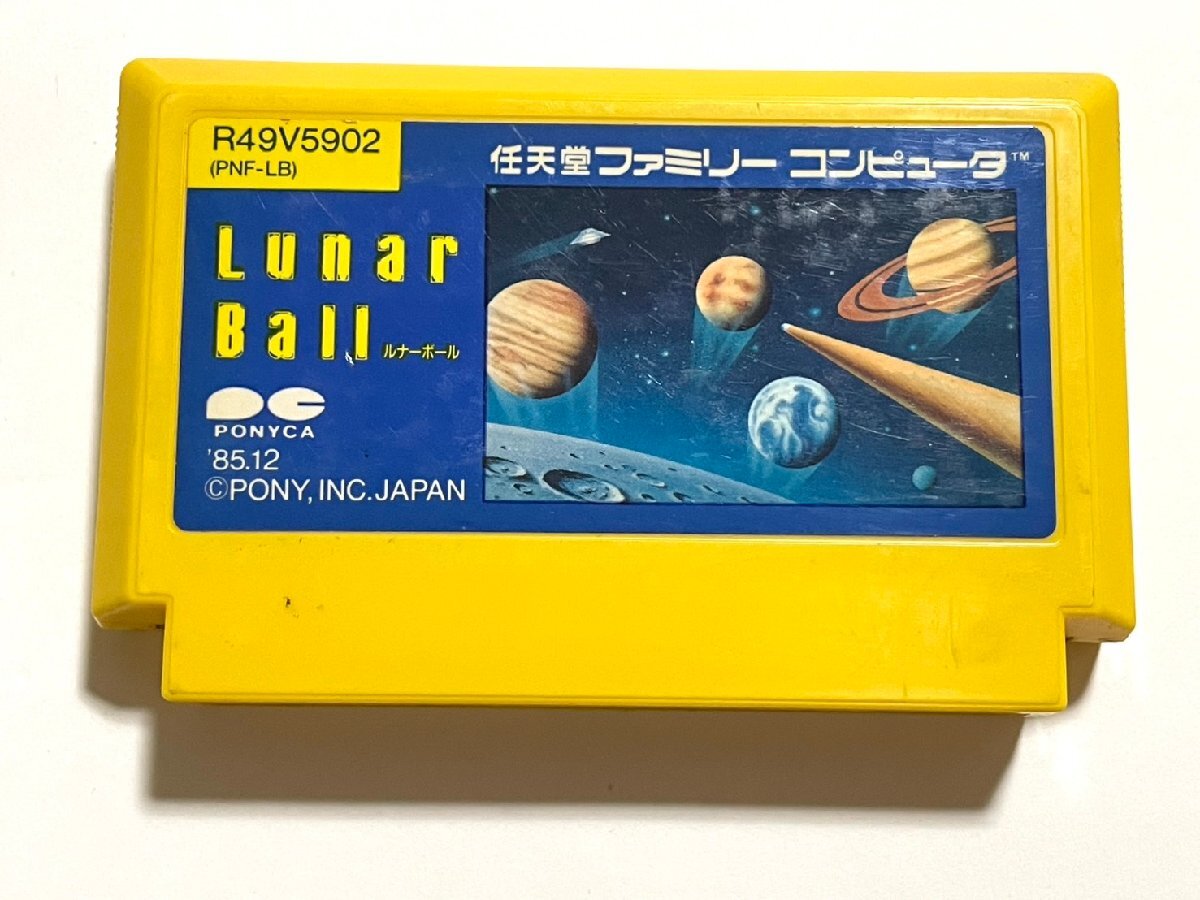 R49V5902
(PNF-LB)
任天堂ファミリー コンピュータ™
Lunar
Ball ルナーボール
PONYCA
'85.12
©PONY, INC. JAPAN